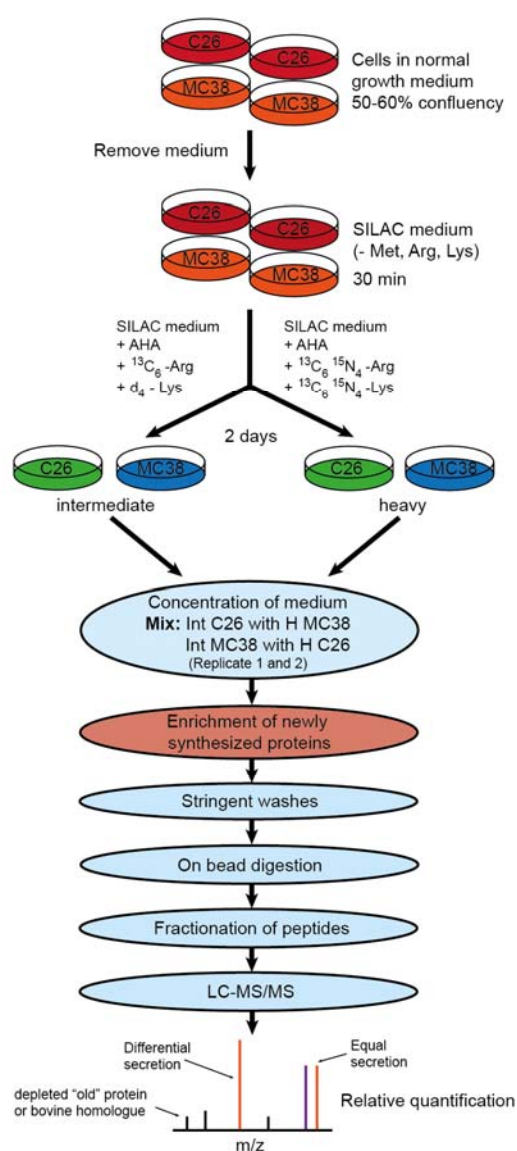 C26
C26
MC38
MC38
Cells in normal
growth medium
50-60% confluency
Remove medium
C26
C26
MC38
MC38
SILAC medium
(- Met, Arg, Lys)
30 min
SILAC medium
+ AHA
+ ¹³C₆ -Arg
+ d₄ - Lys
SILAC medium
+ AHA
+ ¹³C₆ ¹⁵N₄ -Arg
+ ¹³C₆ ¹⁵N₄ -Lys
2 days
C26
MC38
intermediate
C26
MC38
heavy
Concentration of medium
Mix: Int C26 with H MC38
Int MC38 with H C26
(Replicate 1 and 2)
Enrichment of newly
synthesized proteins
Stringent washes
On bead digestion
Fractionation of peptides
LC-MS/MS
Differential
secretion
Equal
secretion
depleted “old” protein
or bovine homologue
Relative quantification
m/z